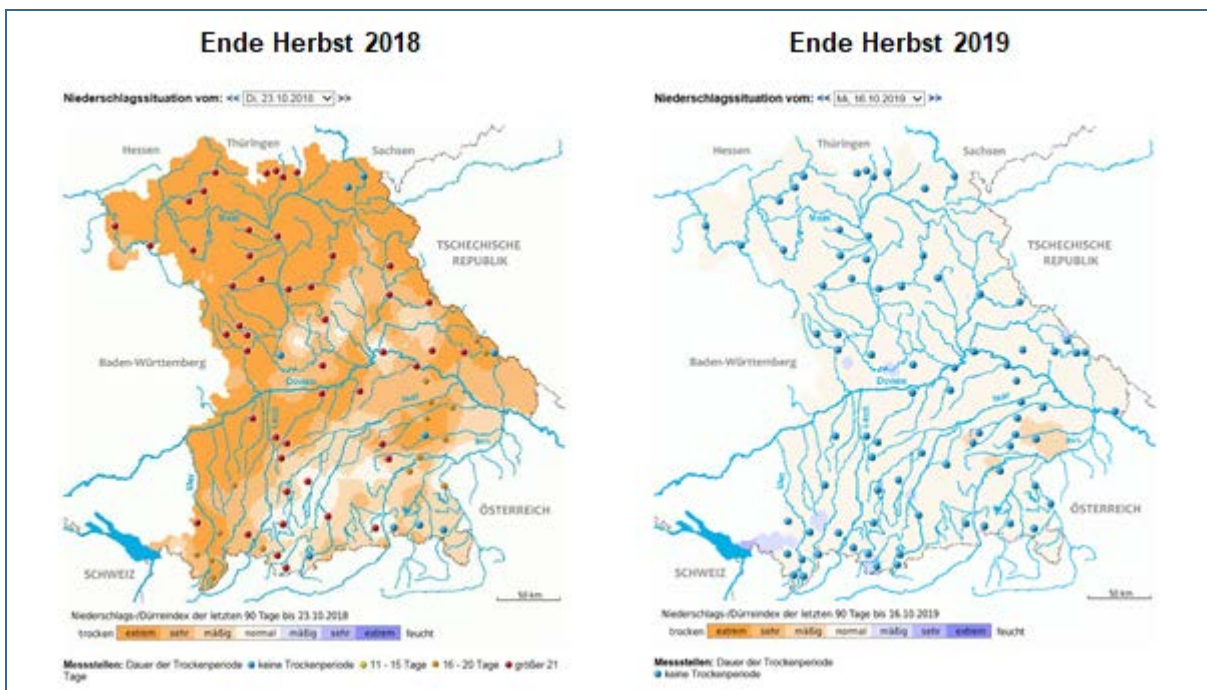 Ende Herbst 2018
Niederschlagssituation vom: << Di, 23.10.2018 >>
Hessen
Thüringen
Sachsen
Main
TSCHECHISCHE
REPUBLIK
Baden-Württemberg
Donau
Isar
Lech
Iller
Inn
ÖSTERREICH
SCHWEIZ
50 km
Niederschlags-/Dürreindex der letzten 90 Tage bis 23.10.2018
trocken extrem sehr mäßig normal mäßig sehr extrem feucht
Messstellen: Dauer der Trockenperiode keine Trockenperiode 11 - 15 Tage 16 - 20 Tage größer 21
Tage
Ende Herbst 2019
Niederschlagssituation vom: << Mi, 16.10.2019 >>
Hessen
Thüringen
Sachsen
Main
TSCHECHISCHE
REPUBLIK
Baden-Württemberg
Donau
Isar
Lech
Iller
Inn
ÖSTERREICH
SCHWEIZ
50 km
Niederschlags-/Dürreindex der letzten 90 Tage bis 16.10.2019
trocken extrem sehr mäßig normal mäßig sehr extrem feucht
Messstellen: Dauer der Trockenperiode
keine Trockenperiode